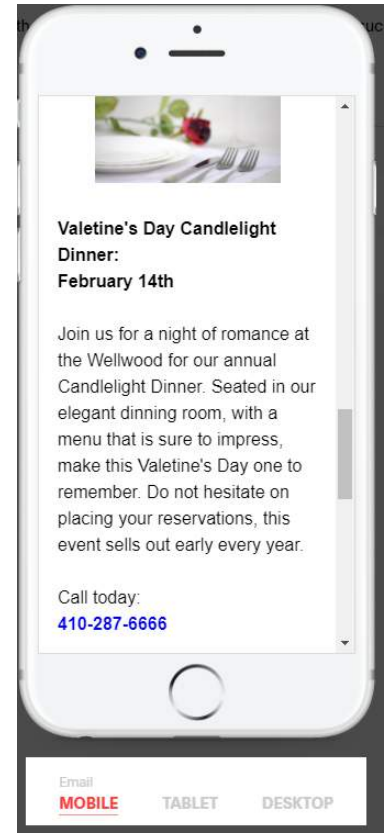 Valetine's Day Candlelight
Dinner:
February 14th
Join us for a night of romance at
the Wellwood for our annual
Candlelight Dinner. Seated in our
elegant dinning room, with a
menu that is sure to impress,
make this Valetine's Day one to
remember. Do not hesitate on
placing your reservations, this
event sells out early every year.
Call today:
410-287-6666
Email
MOBILE TABLET DESKTOP